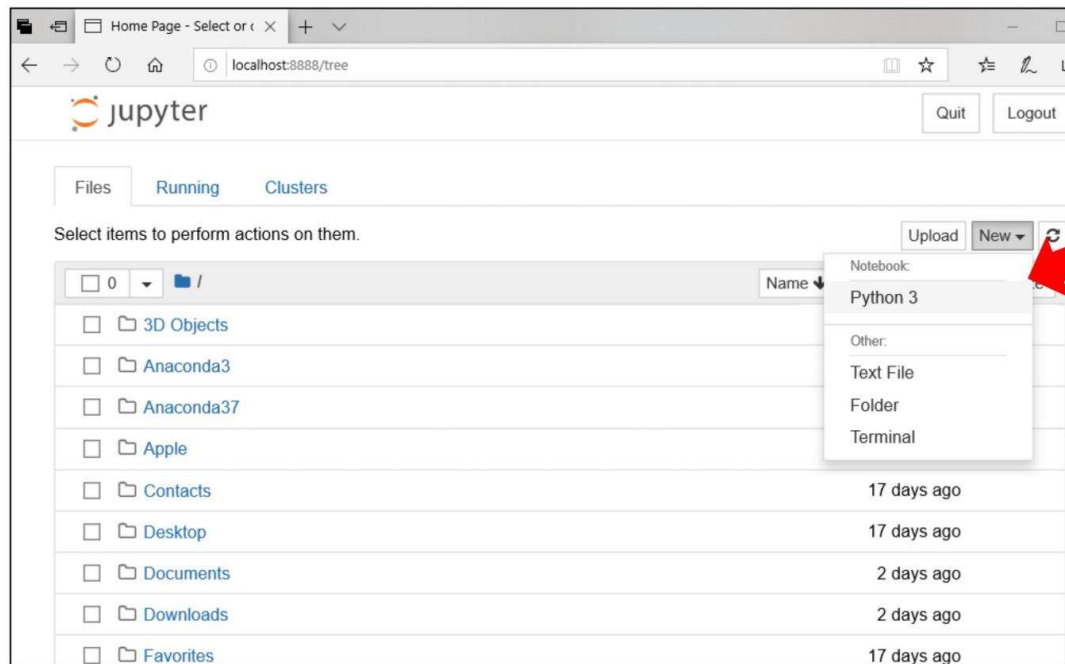 Home Page - Select or c
localhost:8888/tree
jupyter
Quit Logout
Files Running Clusters
Select items to perform actions on them.
Upload New
0 / Name
Notebook:
Python 3
Other:
Text File
Folder
Terminal
3D Objects
Anaconda3
Anaconda37
Apple
Contacts 17 days ago
Desktop 17 days ago
Documents 2 days ago
Downloads 2 days ago
Favorites 17 days ago